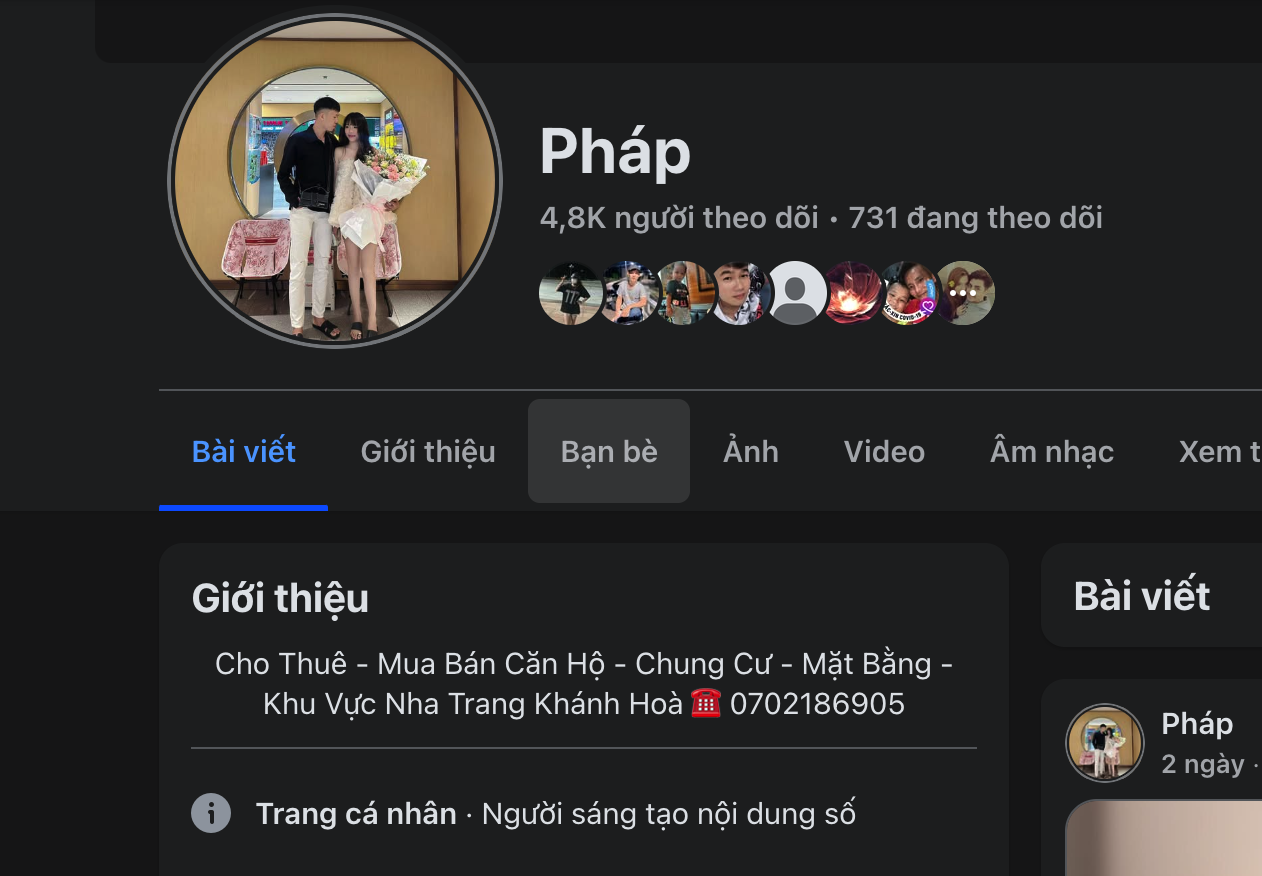 Pháp
4,8K người theo dõi • 731 đang theo dõi
Bài viết
Giới thiệu
Bạn bè
Ảnh
Video
Âm nhạc
Xem t
Giới thiệu
Cho Thuê - Mua Bán Căn Hộ - Chung Cư - Mặt Bằng -
Khu Vực Nha Trang Khánh Hoà ☎️ 0702186905
Trang cá nhân · Người sáng tạo nội dung số
Bài viết
Pháp
2 ngày ·